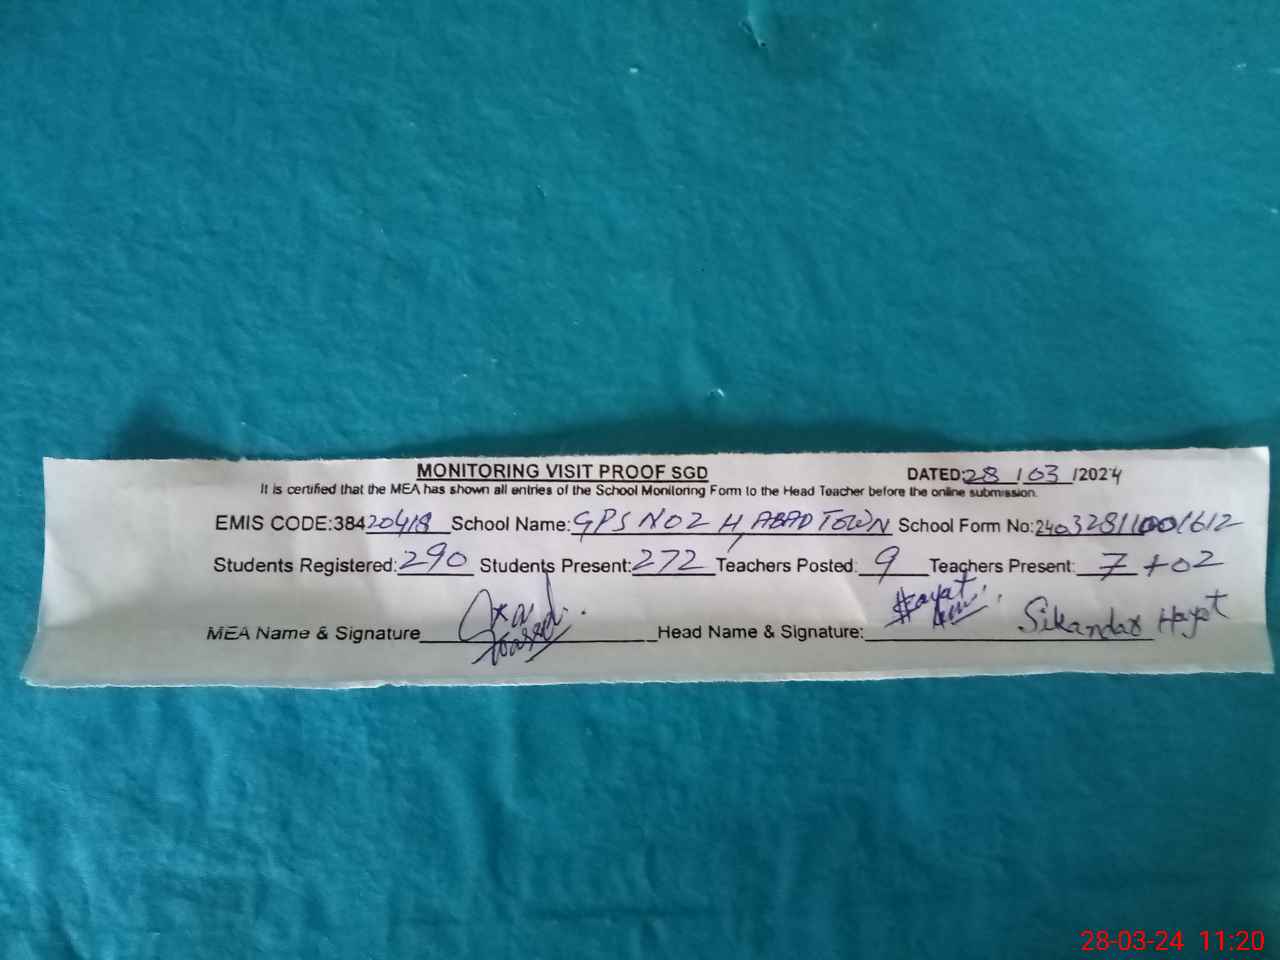 MONITORING VISIT PROOF SGD DATED:28/03/2024
It is certified that the MEA has shown all entries of the School Monitoring Form to the Head Teacher before the online submission.
EMIS CODE:38420418 School Name: GPS NO 2 H, ABAD TOWN School Form No:
Students Registered: 290 Students Present: 272 Teachers Posted: 9 Teachers Present: 7+02
MEA Name & Signature Head Name & Signature: Hayat Sikandar Hayat
28-03-24 11:20